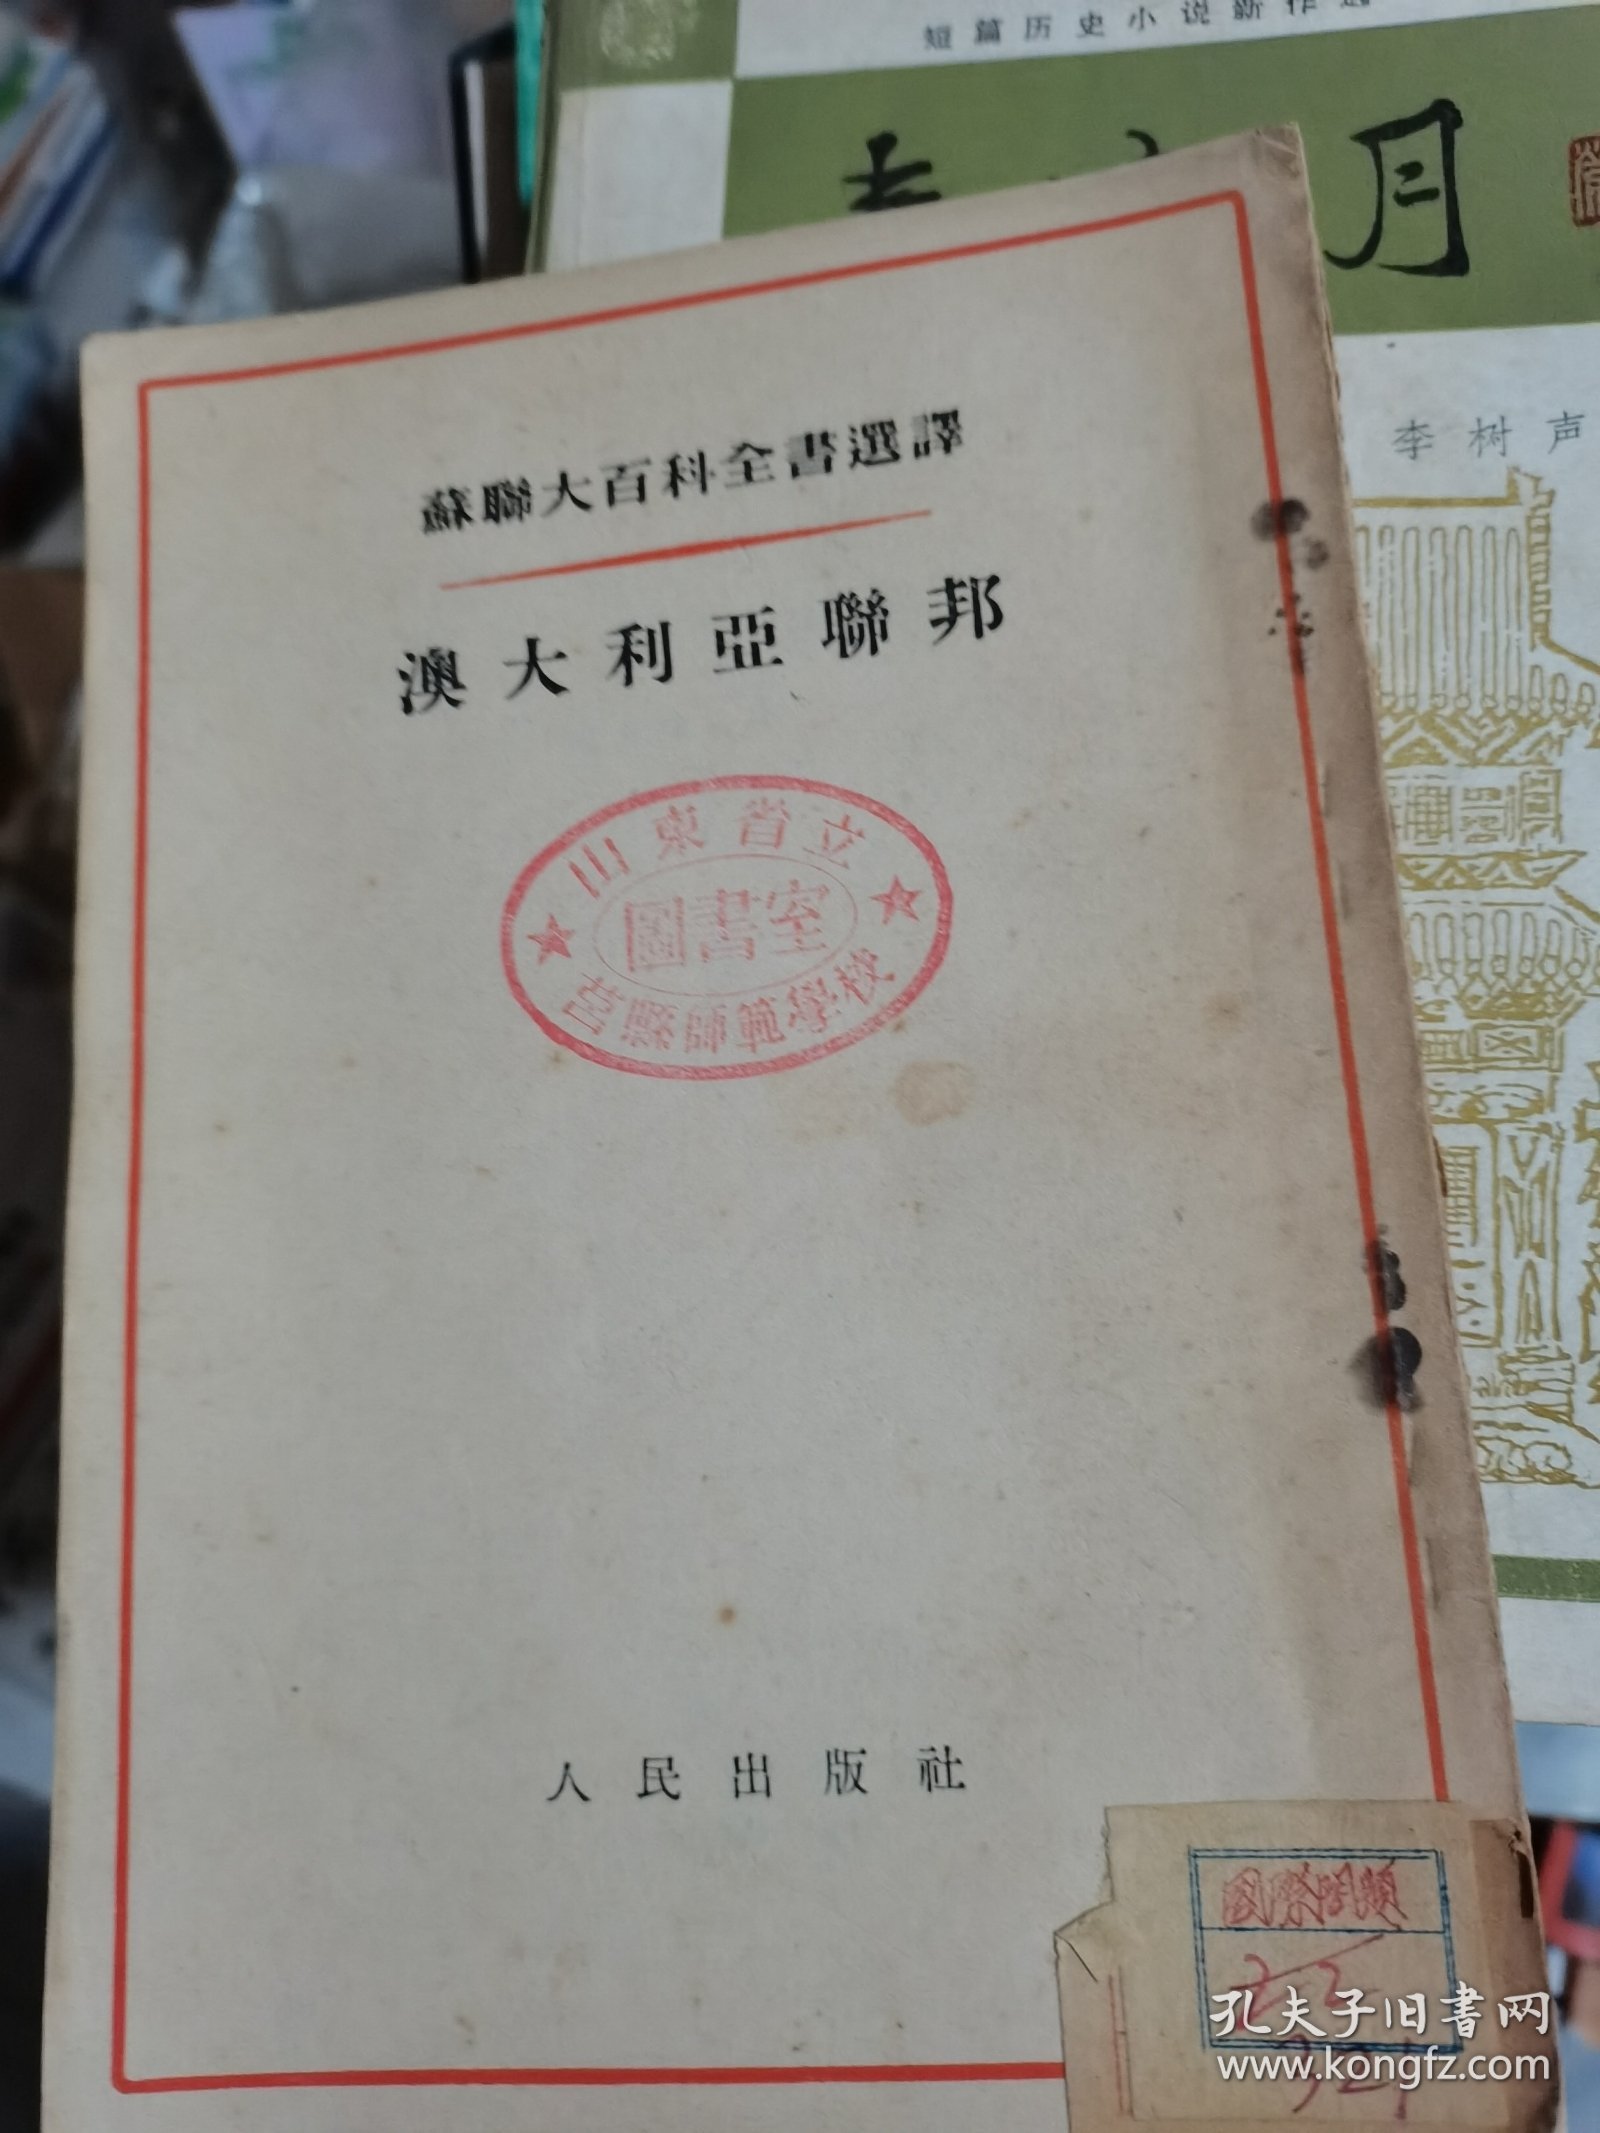 短篇历史小说新作选
月
李树声
蘇聯大百科全書選譯
澳大利亞聯邦
山東省立
圖書室
莒縣師範學校
人民出版社
國際問題
321
孔夫子旧書网
www.kongfz.com